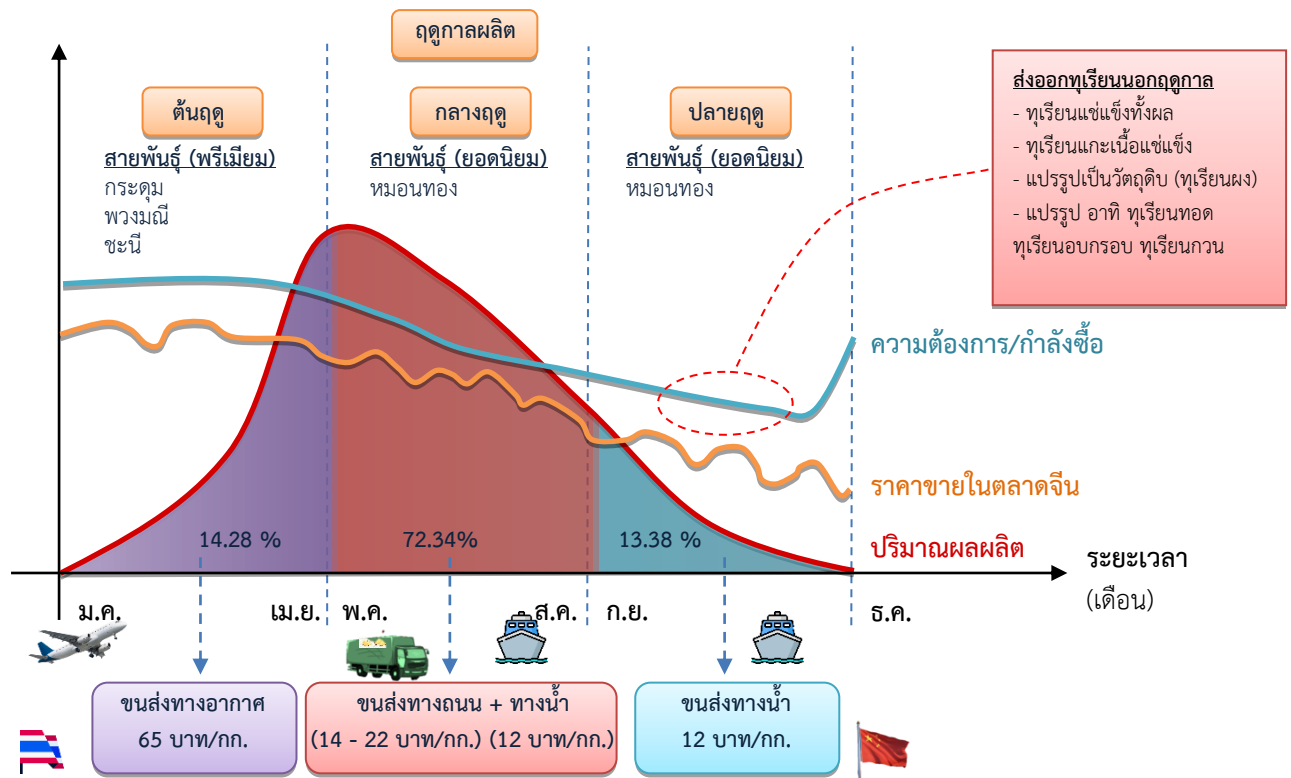 ฤดูกาลผลิต
ต้นฤดู
สายพันธุ์ (พรีเมียม)
กระดุม
พวงมณี
ชะนี
กลางฤดู
สายพันธุ์ (ยอดนิยม)
หมอนทอง
ปลายฤดู
สายพันธุ์ (ยอดนิยม)
หมอนทอง
ส่งออกทุเรียนนอกฤดูกาล
- ทุเรียนแช่แข็งทั้งผล
- ทุเรียนแกะเนื้อแช่แข็ง
- แปรรูปเป็นวัตถุดิบ (ทุเรียนผง)
- แปรรูป อาทิ ทุเรียนทอด
ทุเรียนอบกรอบ ทุเรียนกวน
ความต้องการ/กำลังซื้อ
ราคาขายในตลาดจีน
ปริมาณผลผลิต
14.28 %
72.34%
13.38 %
ระยะเวลา
(เดือน)
ม.ค.
เม.ย.
พ.ค.
ส.ค.
ก.ย.
ธ.ค.
ขนส่งทางอากาศ
65 บาท/กก.
ขนส่งทางถนน + ทางน้ำ
(14 - 22 บาท/กก.) (12 บาท/กก.)
ขนส่งทางน้ำ
12 บาท/กก.